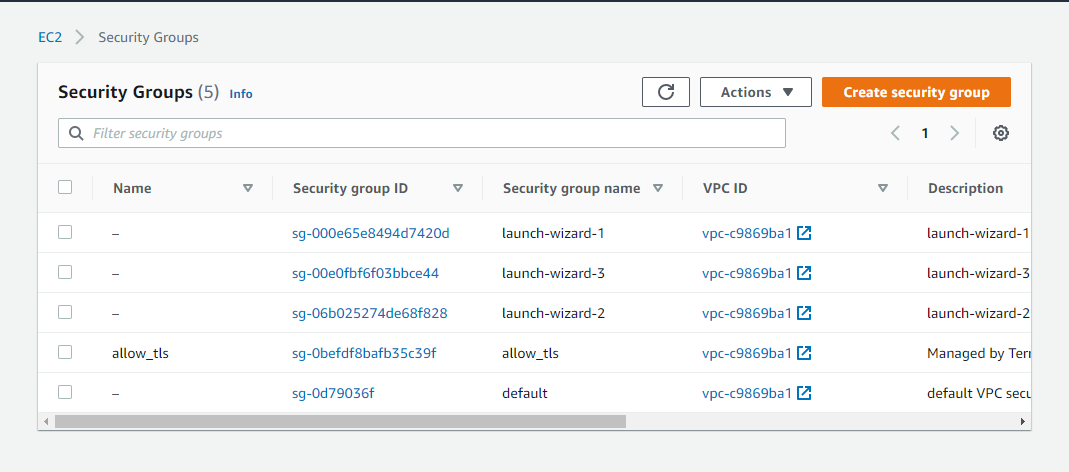 EC2 > Security Groups
Security Groups (5) Info Actions Create security group
Filter security groups 1
Name Security group ID Security group name VPC ID Description
– sg-000e65e8494d7420d launch-wizard-1 vpc-c9869ba1 launch-wizard-1
– sg-00e0fbf6f03bbce44 launch-wizard-3 vpc-c9869ba1 launch-wizard-3
– sg-06b025274de68f828 launch-wizard-2 vpc-c9869ba1 launch-wizard-2
allow_tls sg-0befdf8bafb35c39f allow_tls vpc-c9869ba1 Managed by Terr
– sg-0d79036f default vpc-c9869ba1 default VPC secu